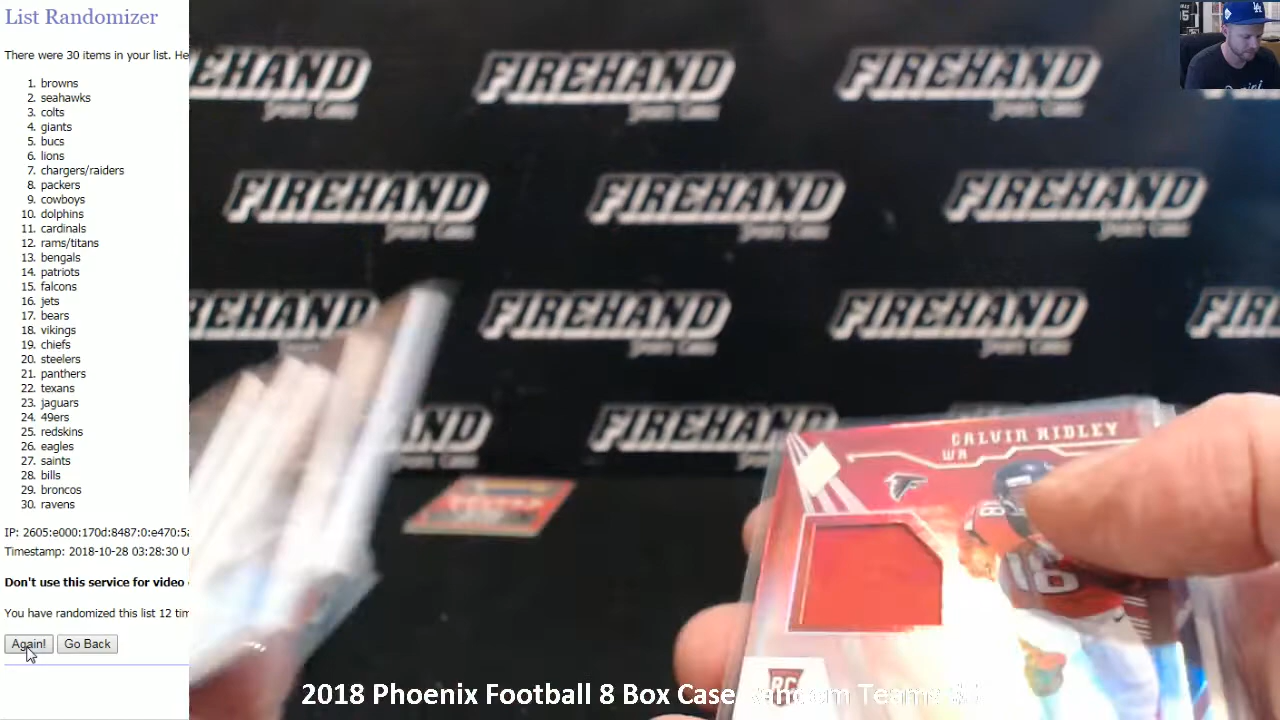 List Randomizer
There were 30 items in your list. He
1. browns
2. seahawks
3. colts
4. giants
5. bucs
6. lions
7. chargers/raiders
8. packers
9. cowboys
10. dolphins
11. cardinals
12. rams/titans
13. bengals
14. patriots
15. falcons
16. jets
17. bears
18. vikings
19. chiefs
20. steelers
21. panthers
22. texans
23. jaguars
24. 49ers
25. redskins
26. eagles
27. saints
28. bills
29. broncos
30. ravens
IP: 2605:e000:170d:8487:0:e470:5a
Timestamp: 2018-10-28 03:28:30 U
Don't use this service for video
You have randomized this list 12 tim
Again! Go Back
EHAND FIREHAND FIREHAND
FIREHAND FIREHAND FIREHAND
FIREHAND FIREHAND FIREHAND FIR
AND FIREHAND
CALVIN RIDLEY
WR
RC
2018 Phoenix Football 8 Box Case Random Teams